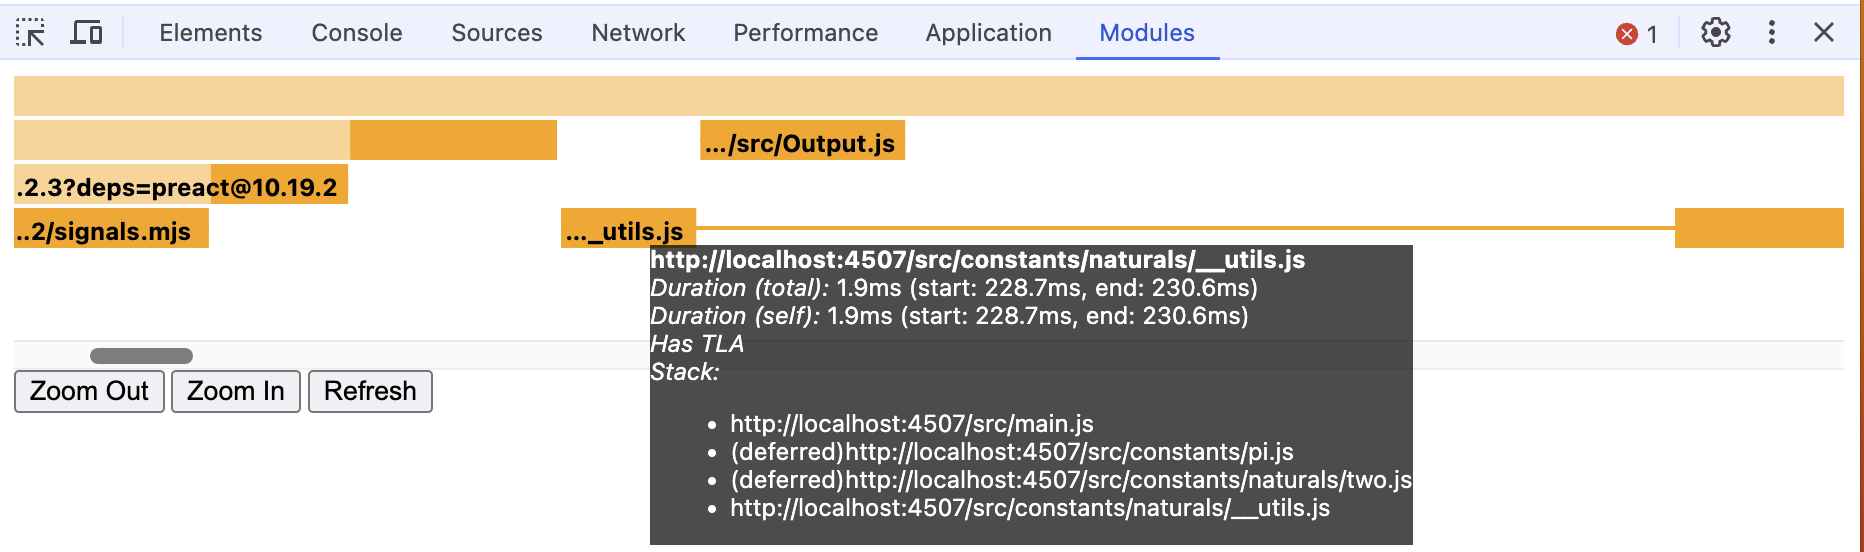 Elements Console Sources Network Performance Application Modules 1
.../src/Output.js
.2.3?deps=preact@10.19.2
..2/signals.mjs
..._utils.js
http://localhost:4507/src/constants/naturals/__utils.js
Duration (total): 1.9ms (start: 228.7ms, end: 230.6ms)
Duration (self): 1.9ms (start: 228.7ms, end: 230.6ms)
Has TLA
Stack:
• http://localhost:4507/src/main.js
• (deferred)http://localhost:4507/src/constants/pi.js
• (deferred)http://localhost:4507/src/constants/naturals/two.js
• http://localhost:4507/src/constants/naturals/__utils.js
Zoom Out Zoom In Refresh